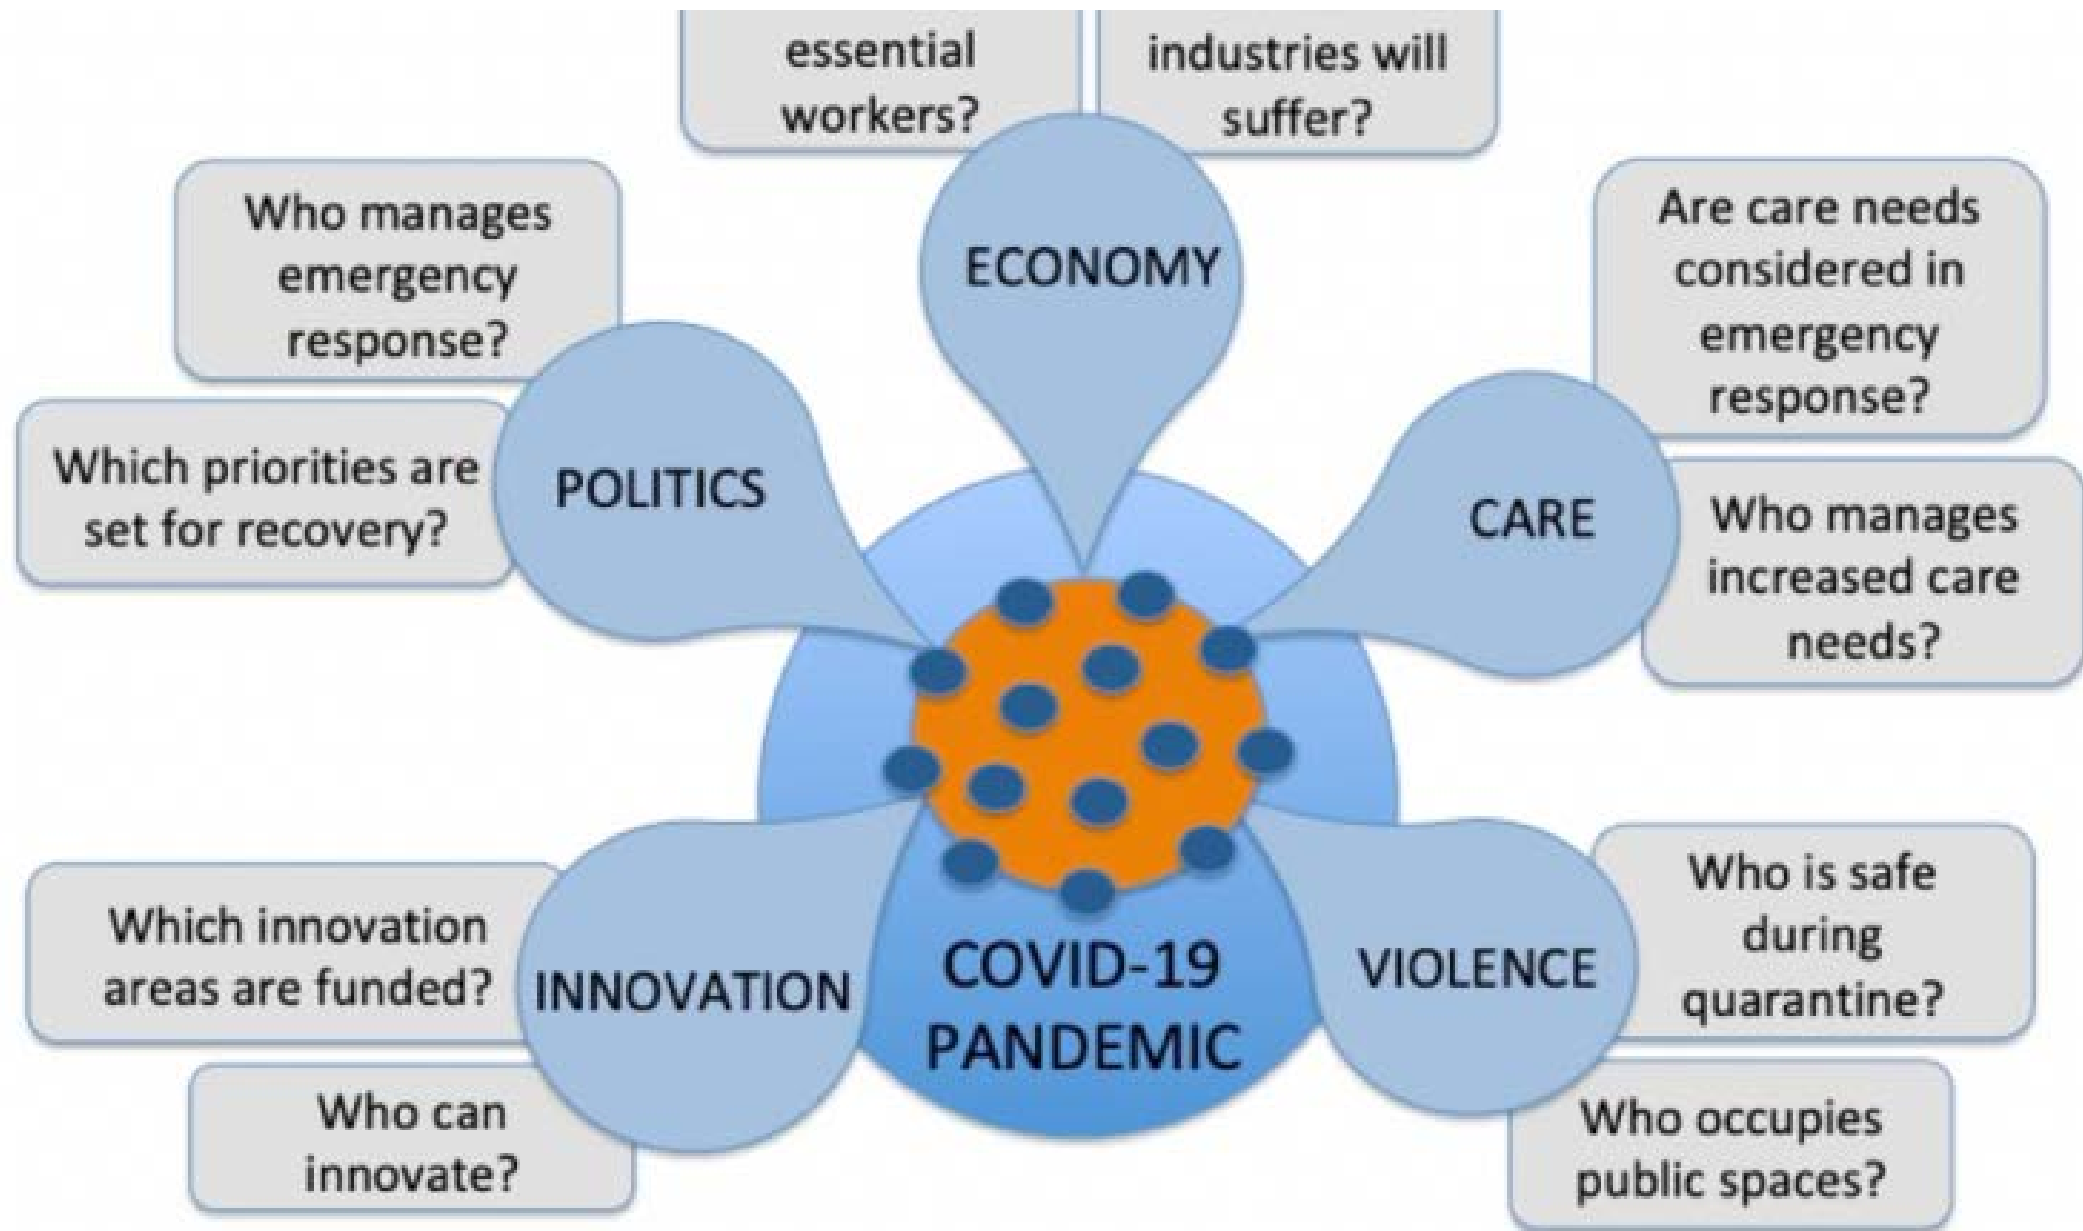 essential
workers?
industries will
suffer?
ECONOMY
Who manages
emergency
response?
Which priorities are
set for recovery?
POLITICS
Are care needs
considered in
emergency
response?
CARE
Who manages
increased care
needs?
Which innovation
areas are funded?
INNOVATION
Who can
innovate?
COVID-19
PANDEMIC
VIOLENCE
Who is safe
during
quarantine?
Who occupies
public spaces?